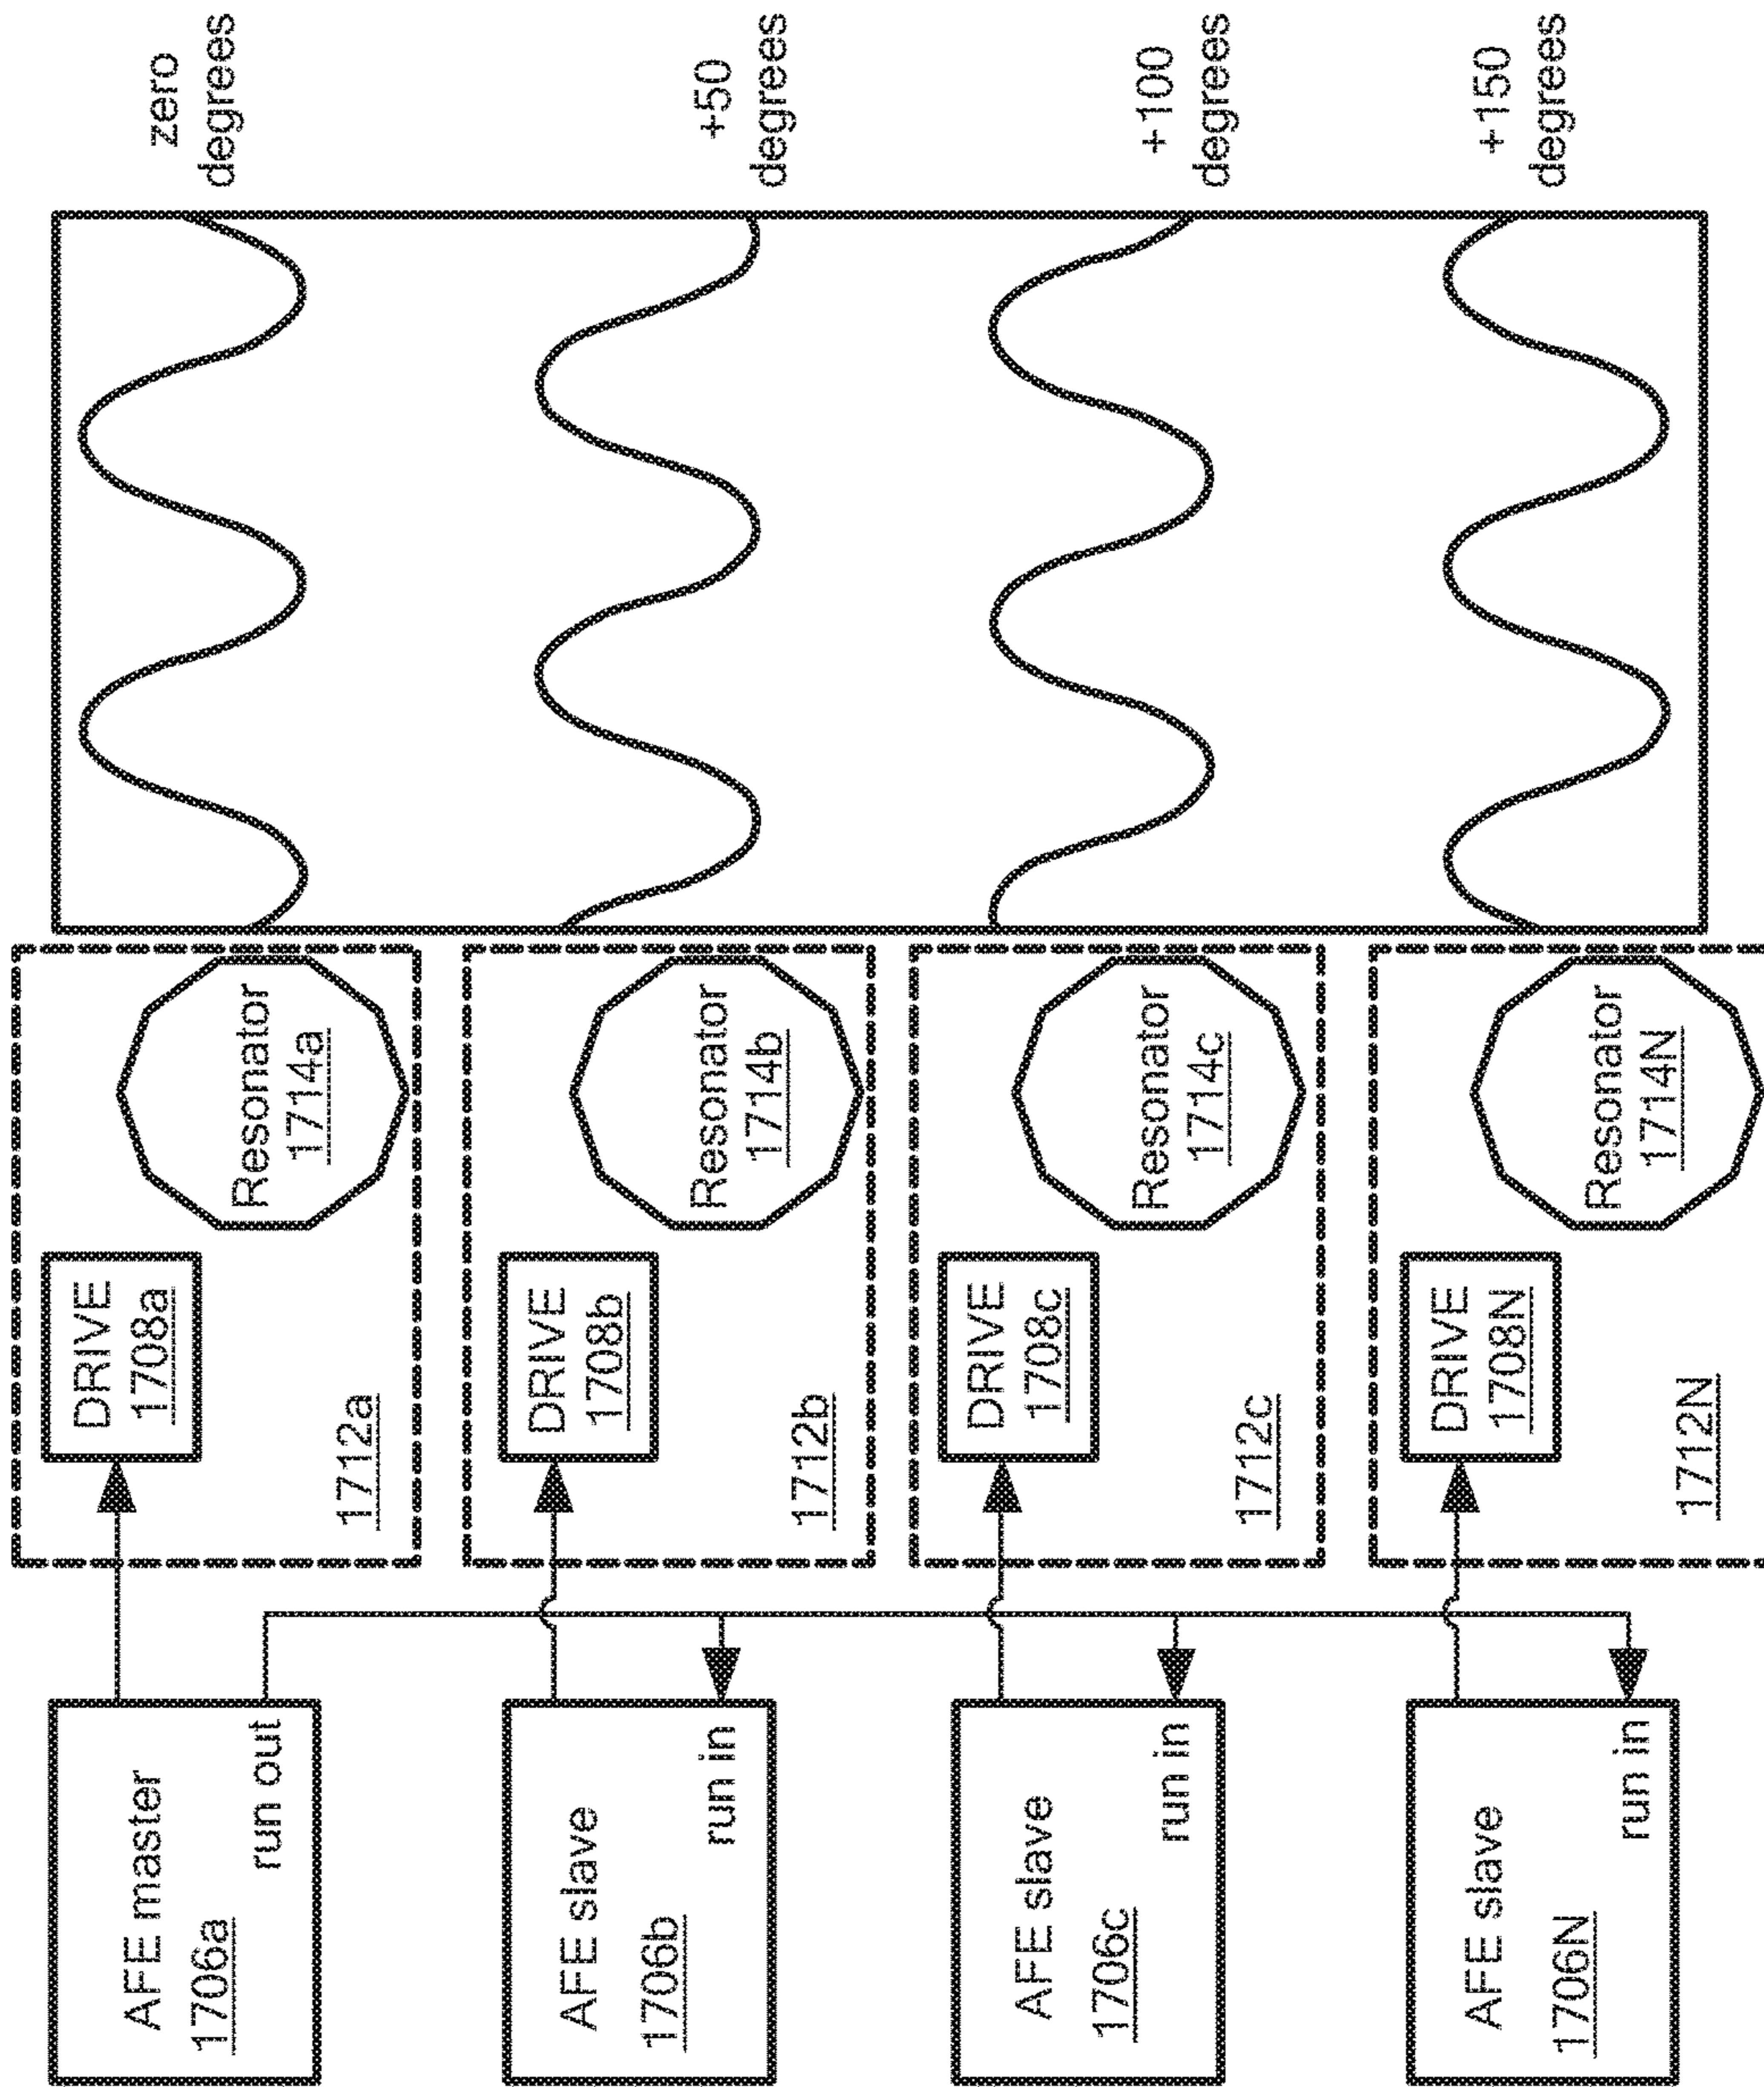 AFE master
1706a
run out
DRIVE
1708a
1712a
Resonator
1714a
zero
degrees
AFE slave
1706b
run in
DRIVE
1708b
1712b
Resonator
1714b
+50
degrees
AFE slave
1706c
run in
DRIVE
1708c
1712c
Resonator
1714c
+100
degrees
AFE slave
1706N
run in
DRIVE
1708N
1712N
Resonator
1714N
+150
degrees